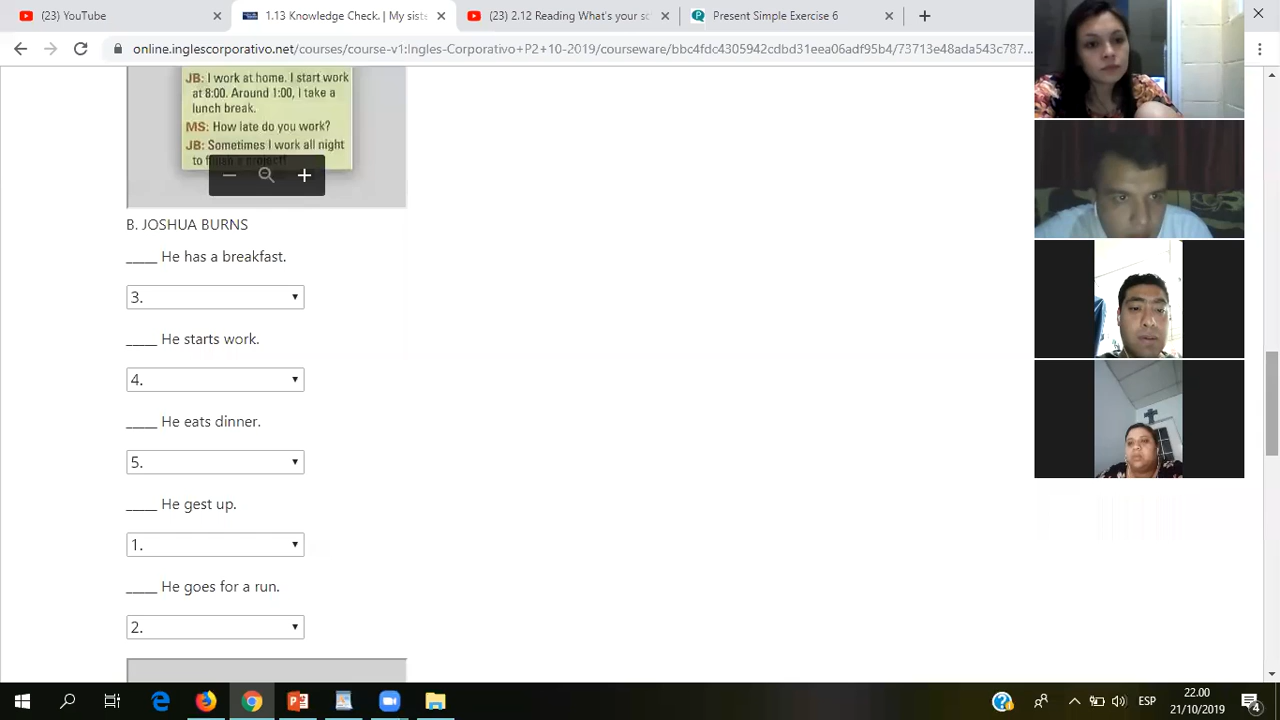 (23) YouTube
1.13 Knowledge Check. | My sist
(23) 2.12 Reading What's your s
Present Simple Exercise 6
online.inglescorporativo.net/courses/course-v1:Ingles-Corporativo+P2+10-2019/courseware/bbc4fdc4305942cdbd31eea06adf95b4/73713e48ada543c787...
JB: I work at home. I start work
at 8:00. Around 1:00, I take a
lunch break.
MS: How late do you work?
JB: Sometimes I work all night
to finish a project!
B. JOSHUA BURNS
_____ He has a breakfast.
3.
_____ He starts work.
4.
_____ He eats dinner.
5.
_____ He gest up.
1.
_____ He goes for a run.
2.
ESP
22.00
21/10/2019
4